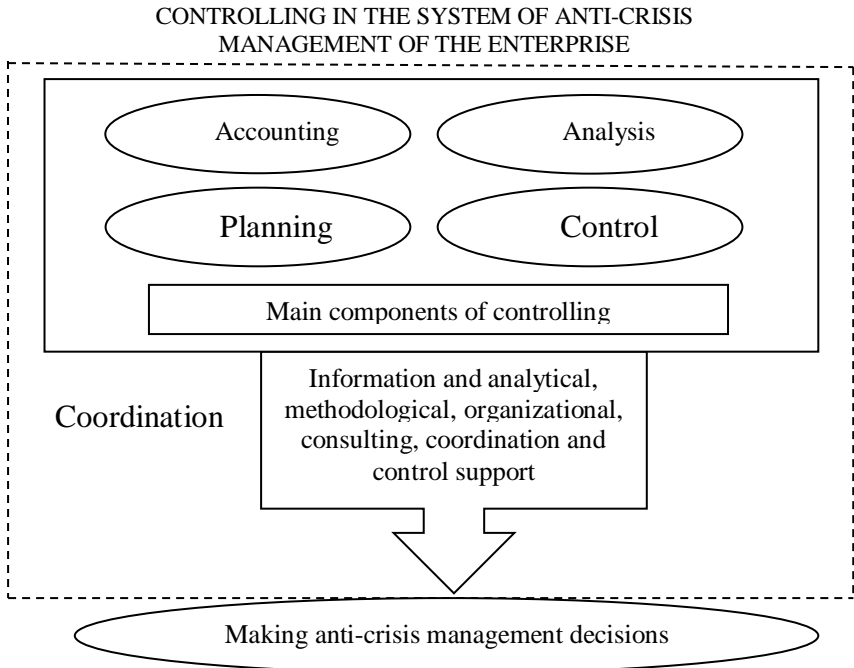 CONTROLLING IN THE SYSTEM OF ANTI-CRISIS
MANAGEMENT OF THE ENTERPRISE
Accounting
Analysis
Planning
Control
Main components of controlling
Coordination
Information and analytical,
methodological, organizational,
consulting, coordination and
control support
Making anti-crisis management decisions